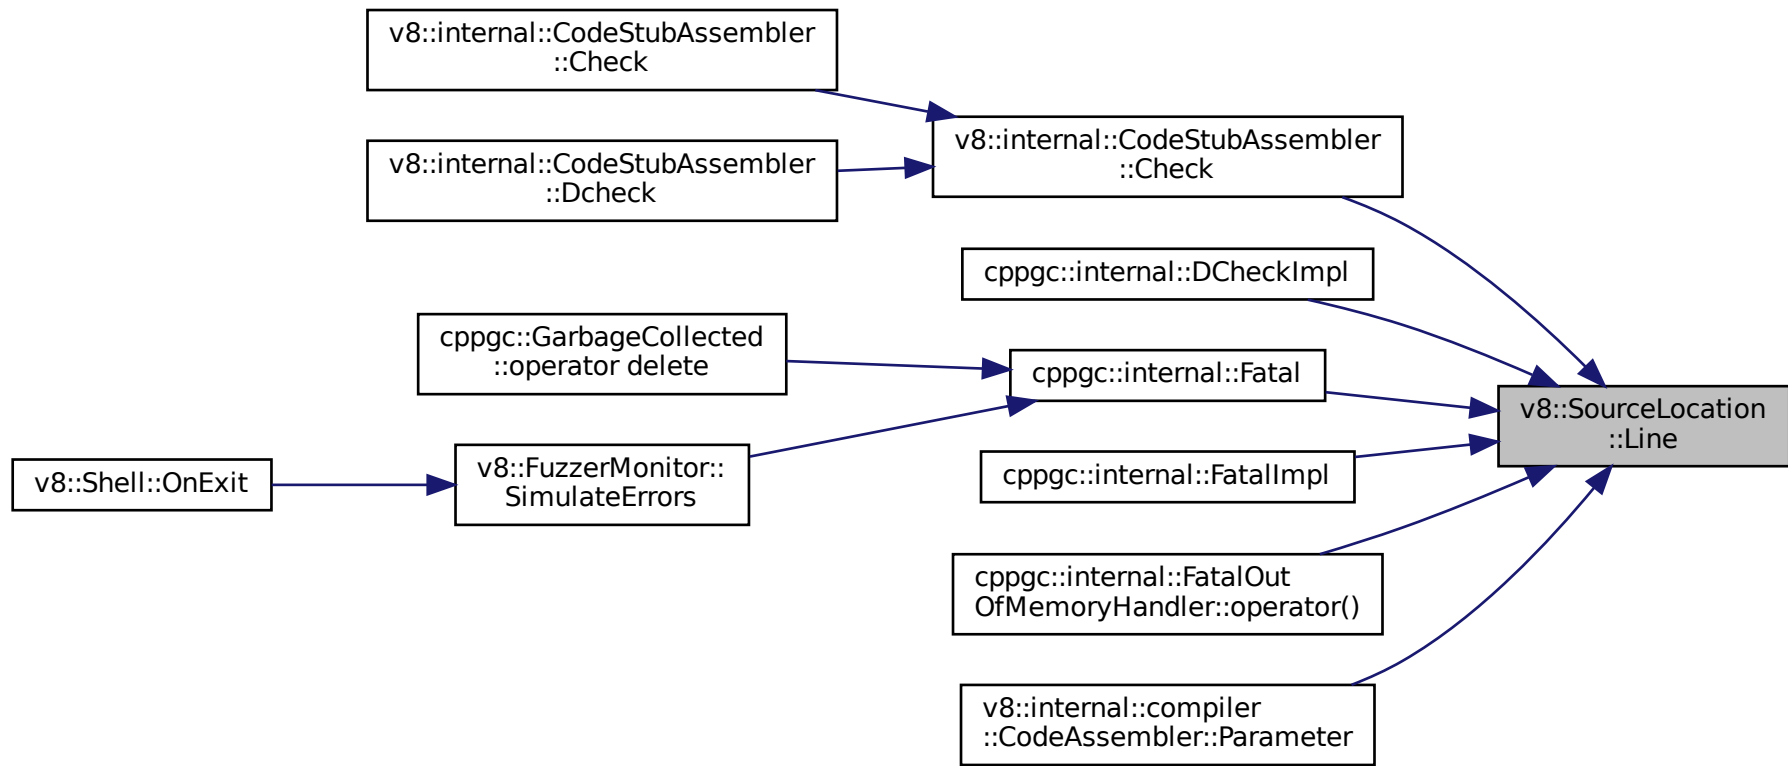 v8::internal::CodeStubAssembler
::Check
v8::internal::CodeStubAssembler
::Dcheck
v8::internal::CodeStubAssembler
::Check
cppgc::internal::DCheckImpl
cppgc::GarbageCollected
::operator delete
cppgc::internal::Fatal
v8::SourceLocation
::Line
v8::Shell::OnExit
v8::FuzzerMonitor::
SimulateErrors
cppgc::internal::FatalImpl
cppgc::internal::FatalOut
OfMemoryHandler::operator()
v8::internal::compiler
::CodeAssembler::Parameter